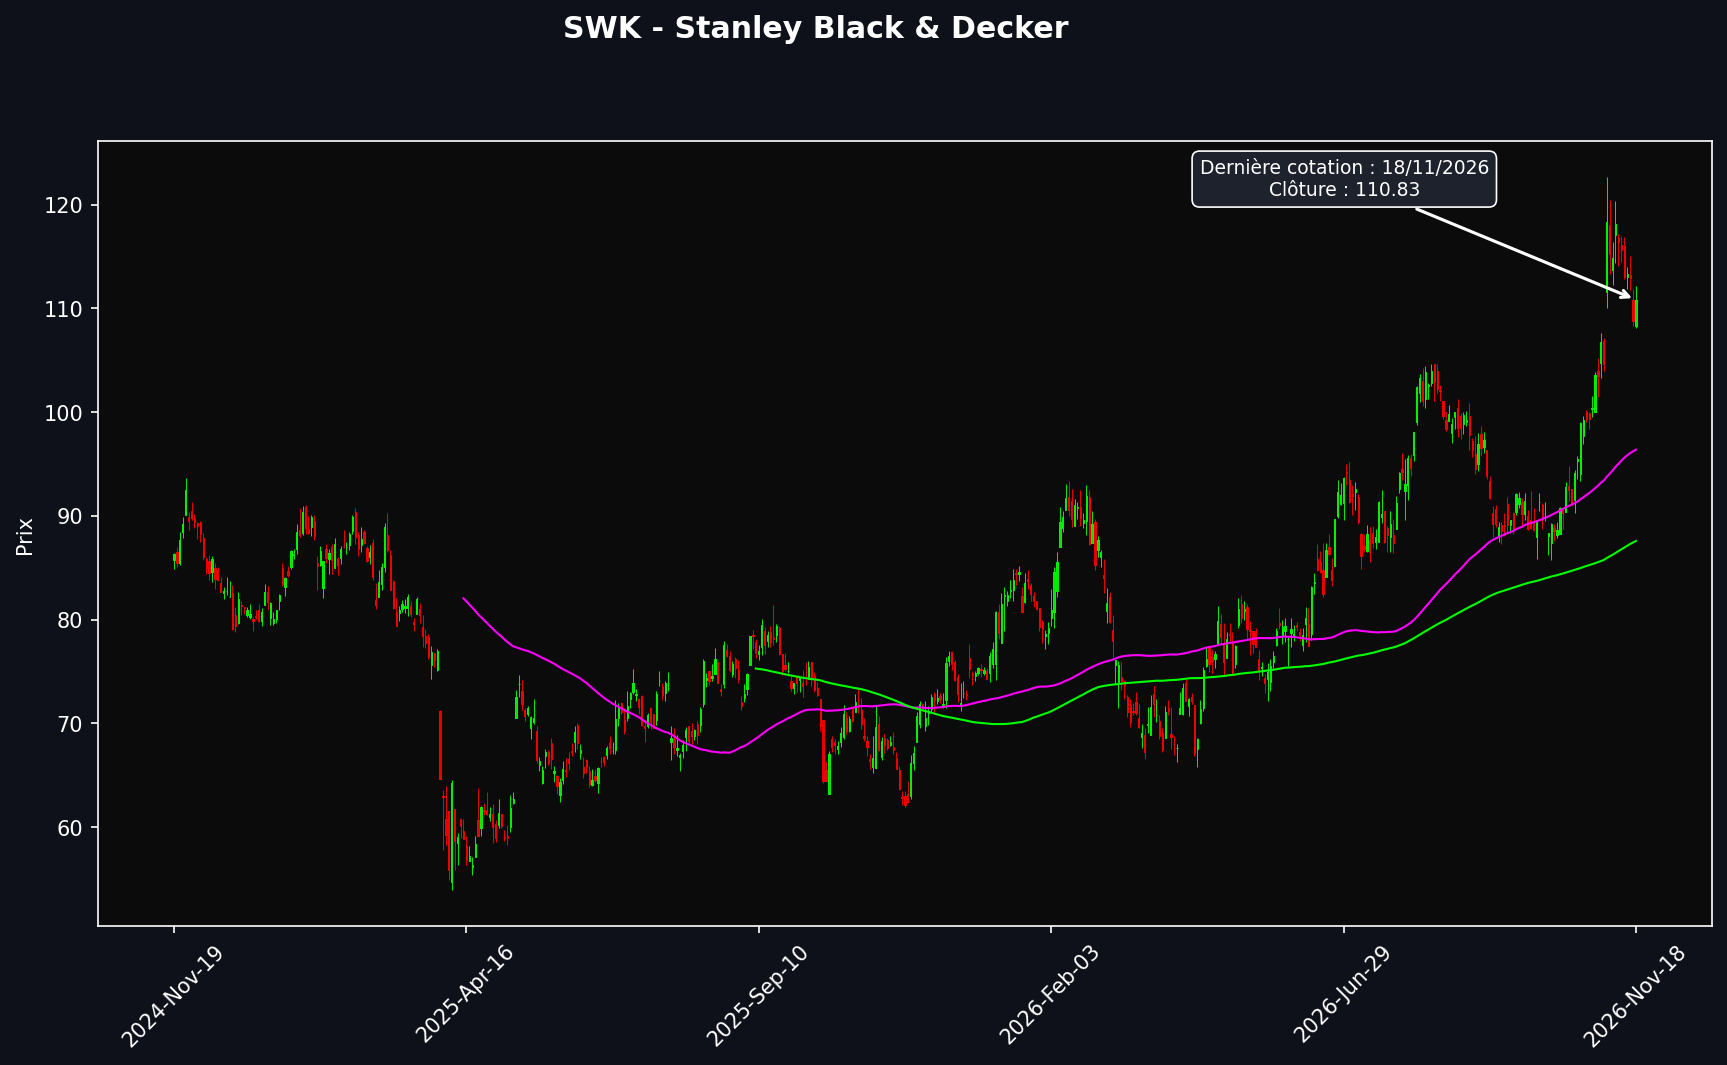 SWK - Stanley Black & Decker
Dernière cotation : 18/11/2026
Clôture : 110.83
Prix
120
110
100
90
80
70
60
2024-Nov-19
2025-Apr-16
2025-Sep-10
2026-Feb-03
2026-Jun-29
2026-Nov-18